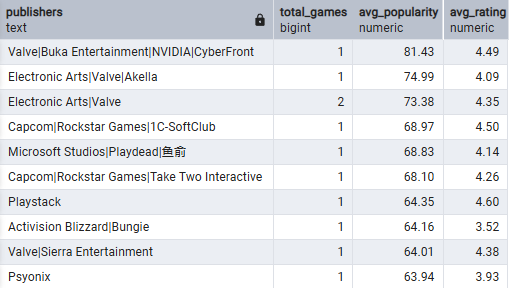 publishers total_games avg_popularity avg_rating
text bigint numeric numeric
Valve|Buka Entertainment|NVIDIA|CyberFront 1 81.43 4.49
Electronic Arts|Valve|Akella 1 74.99 4.09
Electronic Arts|Valve 2 73.38 4.35
Capcom|Rockstar Games|1C-SoftClub 1 68.97 4.50
Microsoft Studios|Playdead|鱼俞 1 68.83 4.14
Capcom|Rockstar Games|Take Two Interactive 1 68.10 4.26
Playstack 1 64.35 4.60
Activision Blizzard|Bungie 1 64.16 3.52
Valve|Sierra Entertainment 1 64.01 4.38
Psyonix 1 63.94 3.93